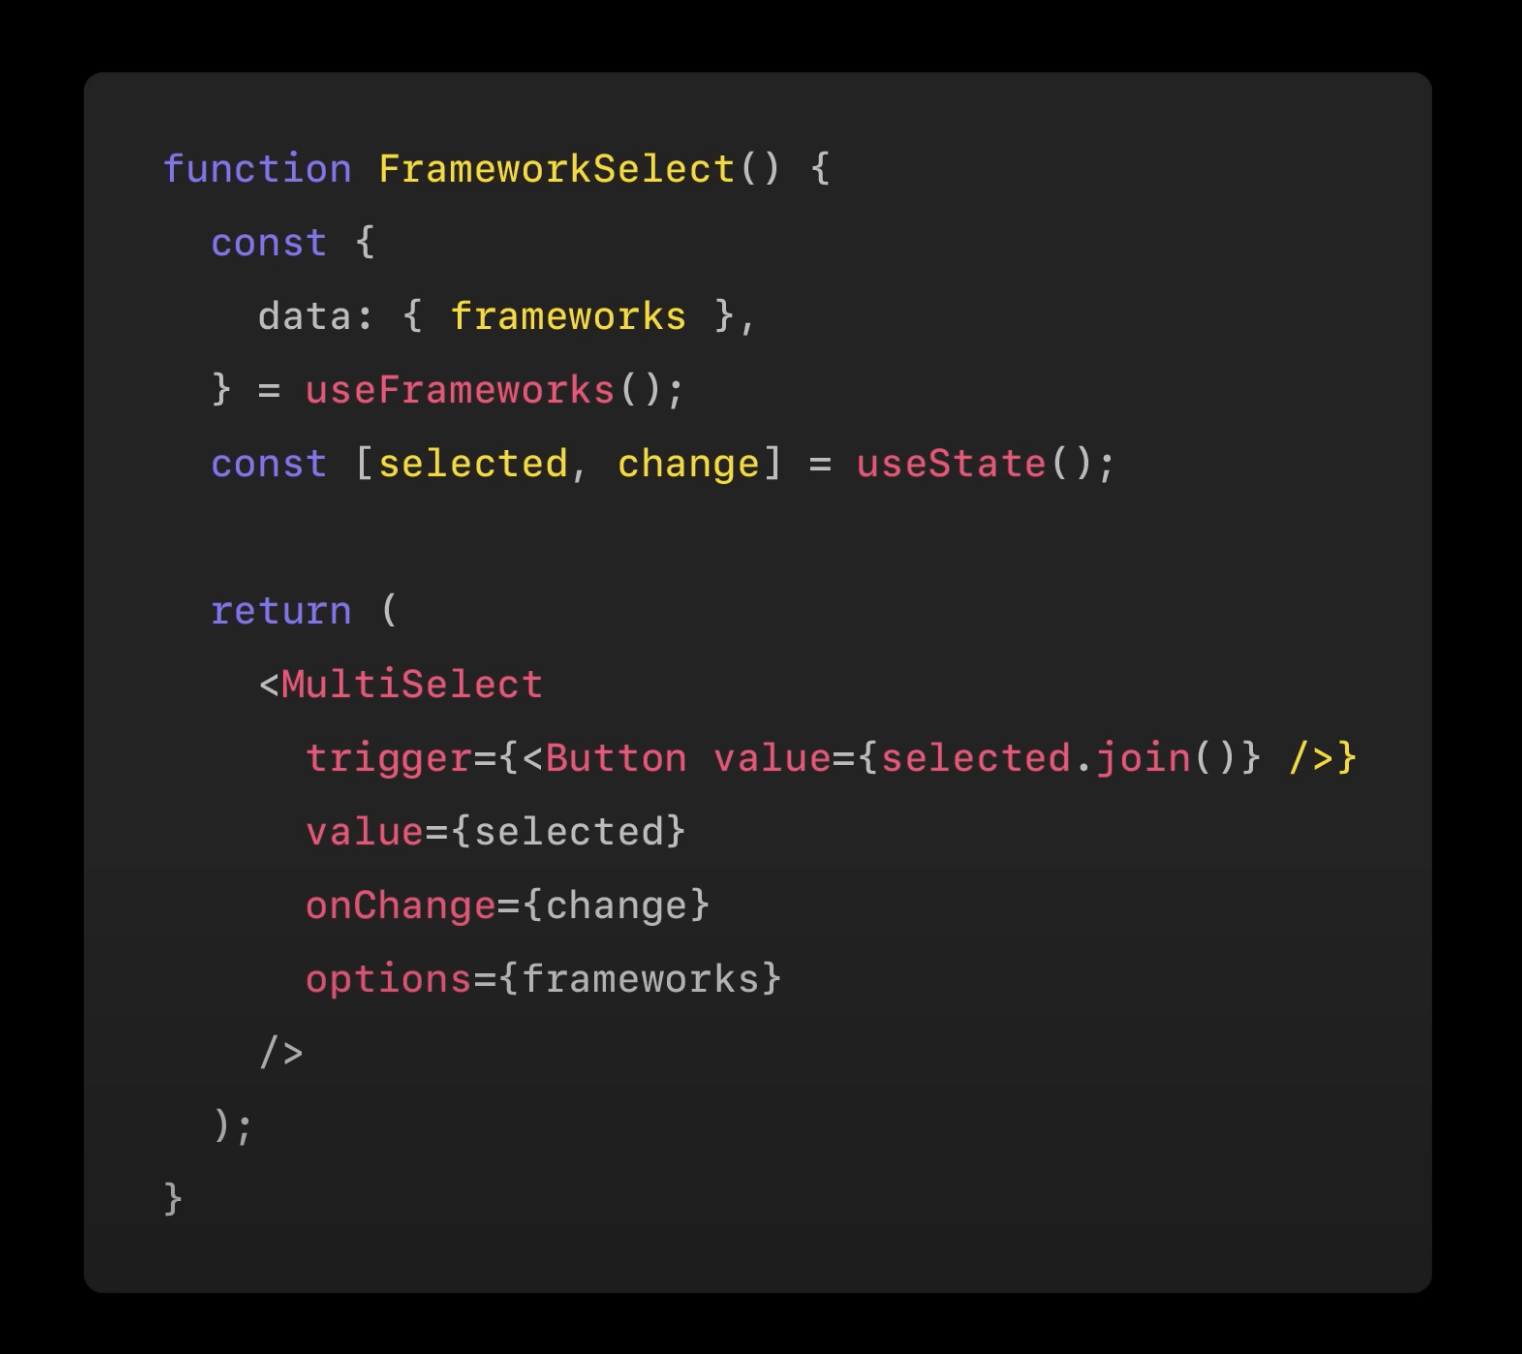 function FrameworkSelect() {
  const {
    data: { frameworks },
  } = useFrameworks();
  const [selected, change] = useState();

  return (
    <MultiSelect
      trigger={<Button value={selected.join()} />}
      value={selected}
      onChange={change}
      options={frameworks}
    />
  );
}